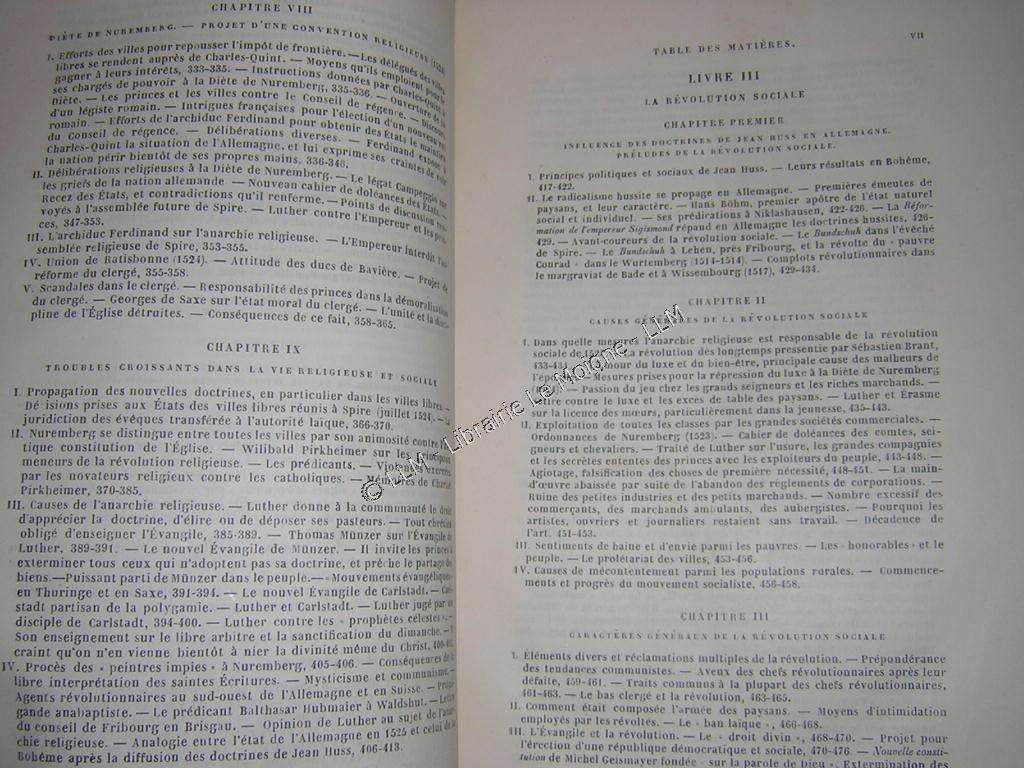 CHAPITRE VIII
DIÈTE DE NUREMBERG. — PROJET D'UNE CONVENTION RELIGIEUSE (1524)
I. Efforts des villes pour repousser l'impôt de frontière. — Les délégués des villes
libres se rendent auprès de Charles-Quint. — Moyens qu'ils emploient pour le
gagner à leurs intérêts, 333-335. — Instructions données par Charles-Quint à
ses chargés de pouvoir à la Diète de Nuremberg, 335-336. — Ouverture de la
Diète. — Les princes et les villes contre le Conseil de régence. — Discours
d'un légiste romain. — Intrigues françaises pour l'élection d'un nouveau roi
romain. — Efforts de l'archiduc Ferdinand pour obtenir des États le maintien
du Conseil de régence. — Délibérations diverses. — Ferdinand expose à
Charles-Quint la situation de l'Allemagne, et lui exprime ses craintes de voir
la nation périr bientôt de ses propres mains, 336-346.
II. Délibérations religieuses à la Diète de Nuremberg. — Le légat Campeggio sur
les griefs de la nation allemande — Nouveau cahier de doléances des États. —
Recez des États, et contradictions qu'il renferme. — Points de discussion ren-
voyés à l'assemblée future de Spire. — Luther contre l'Empereur et les prin-
ces, 347-353.
III. L'archiduc Ferdinand sur l'anarchie religieuse. — L'Empereur interdit l'as-
semblée religieuse de Spire, 353-355.
IV. Union de Ratisbonne (1524). — Attitude des ducs de Bavière. — Projet de
réforme du clergé, 355-358.
V. Scandales dans le clergé. — Responsabilité des princes dans la démoralisation
du clergé. — Georges de Saxe sur l'état moral du clergé. — L'unité et la disci-
pline de l'Église détruites. — Conséquences de ce fait, 358-365.
CHAPITRE IX
TROUBLES CROISSANTS DANS LA VIE RELIGIEUSE ET SOCIALE
I. Propagation des nouvelles doctrines, en particulier dans les villes libres —
Dé isions prises aux États des villes libres réunis à Spire (juillet 1524). — La
juridiction des évêques transférée à l'autorité laïque, 366-370.
II. Nuremberg se distingue entre toutes les villes par son animosité contre l'an-
tique constitution de l'Église. — Wilibald Pirkheimer sur les principaux
meneurs de la révolution religieuse. — Les prédicants. — Violences exercées
par les novateurs religieux contre les catholiques. — Mémoires de Charité
Pirkheimer, 370-385.
III. Causes de l'anarchie religieuse. — Luther donne à la communauté le droit
d'apprécier la doctrine, d'élire ou de déposer ses pasteurs. — Tout chrétien
obligé d'enseigner l'Évangile, 385-389. — Thomas Münzer sur l'Évangile de
Luther, 389-391. — Le nouvel Évangile de Münzer. — Il invite les princes à
exterminer tous ceux qui n'adoptent pas sa doctrine, et prêche le partage des
biens. — Puissant parti de Münzer dans le peuple. — « Mouvements évangéliques »
en Thuringe et en Saxe, 391-394. — Le nouvel Évangile de Carlstadt. — Carl-
stadt partisan de la polygamie. — Luther et Carlstadt. — Luther jugé par un
disciple de Carlstadt, 394-400. — Luther contre les « prophètes célestes ». —
Son enseignement sur le libre arbitre et la sanctification du dimanche. — Il
craint qu'on n'en vienne bientôt à nier la divinité même du Christ, 400-405.
IV. Procès des « peintres impies » à Nuremberg, 405-406. — Conséquences de la
libre interprétation des saintes Écritures. — Mysticisme et communisme. —
Agents révolutionnaires au sud-ouest de l'Allemagne et en Suisse. — Propa-
gande anabaptiste. — Le prédicant Balthasar Hubmaier à Waldshut. — Lettre
du conseil de Fribourg en Brisgau. — Opinion de Luther au sujet de l'anar-
chie religieuse. — Analogie entre l'état de l'Allemagne en 1525 et celui de la
Bohême après la diffusion des doctrines de Jean Huss, 406-413.
TABLE DES MATIÈRES. VII
LIVRE III
LA RÉVOLUTION SOCIALE
CHAPITRE PREMIER
INFLUENCE DES DOCTRINES DE JEAN HUSS EN ALLEMAGNE.
PRÉLUDES DE LA RÉVOLUTION SOCIALE.
I. Principes politiques et sociaux de Jean Huss. — Leurs résultats en Bohême,
417-422.
II. Le radicalisme hussite se propage en Allemagne. — Premières émeutes de
paysans, et leur caractère. — Hans Böhm, premier apôtre de l'état naturel
social et individuel. — Ses prédications à Niklashausen, 422-426. — La Réfor-
mation de l'empereur Sigismond répand en Allemagne les doctrines hussites, 426-
429. — Avant-coureurs de la révolution sociale. — Le Bundschuh dans l'évêché
de Spire. — Le Bundschuh à Lehen, près Fribourg, et la révolte du « pauvre
Conrad » dans le Wurtemberg (1514-1514). — Complots révolutionnaires dans
le margraviat de Bade et à Wissembourg (1517), 429-434.
CHAPITRE II
CAUSES GÉNÉRALES DE LA RÉVOLUTION SOCIALE
I. Dans quelle mesure l'anarchie religieuse est responsable de la révolution
sociale de 1525. — La révolution dès longtemps pressentie par Sébastien Brant,
433-434. — Amour du luxe et du bien-être, principale cause des malheurs de
l'époque. — Mesures prises pour la répression du luxe à la Diète de Nuremberg
— Passion du jeu chez les grands seigneurs et les riches marchands. —
Satire contre le luxe et les excès de table des paysans. — Luther et Érasme
sur la licence des mœurs, particulièrement dans la jeunesse, 435-443.
II. Exploitation de toutes les classes par les grandes sociétés commerciales. —
Ordonnances de Nuremberg (1523). — Cahier de doléances des comtes, sei-
gneurs et chevaliers. — Traité de Luther sur l'usure, les grandes compagnies
et les secrètes ententes des princes avec les exploiteurs du peuple, 443-448. —
Agiotage, falsification des choses de première nécessité, 448-451. — La main-
d'œuvre abaissée par suite de l'abandon des règlements de corporations. —
Ruine des petites industries et des petits marchands. — Nombre excessif des
commerçants, des marchands ambulants, des aubergistes. — Pourquoi les
artistes, ouvriers et journaliers restaient sans travail. — Décadence de
l'art, 451-453.
III. Sentiments de haine et d'envie parmi les pauvres. — Les « honorables » et le
peuple. — Le prolétariat des villes, 453-456.
IV. Causes de mécontentement parmi les populations rurales. — Commence-
ments et progrès du mouvement socialiste, 456-458.
CHAPITRE III
CARACTÈRES GÉNÉRAUX DE LA RÉVOLUTION SOCIALE
I. Éléments divers et réclamations multiples de la révolution. — Prépondérance
des tendances communistes. — Aveux des chefs révolutionnaires après leur
défaite, 459-461. — Traits communs à la plupart des chefs révolutionnaires,
461-463. — Le bas clergé et la révolution, 463-465.
II. Comment était composée l'armée des paysans. — Moyens d'intimidation
employés par les révoltés. — Le « ban laïque », 466-468.
III. L'Évangile et la révolution. — Le « droit divin », 468-470. — Projet pour
l'érection d'une république démocratique et sociale, 470-476. — Nouvelle consti-
tution de Michel Geismayer fondée « sur la parole de Dieu ». Extermination des
© LLM - Librairie Le Moigne - LLM